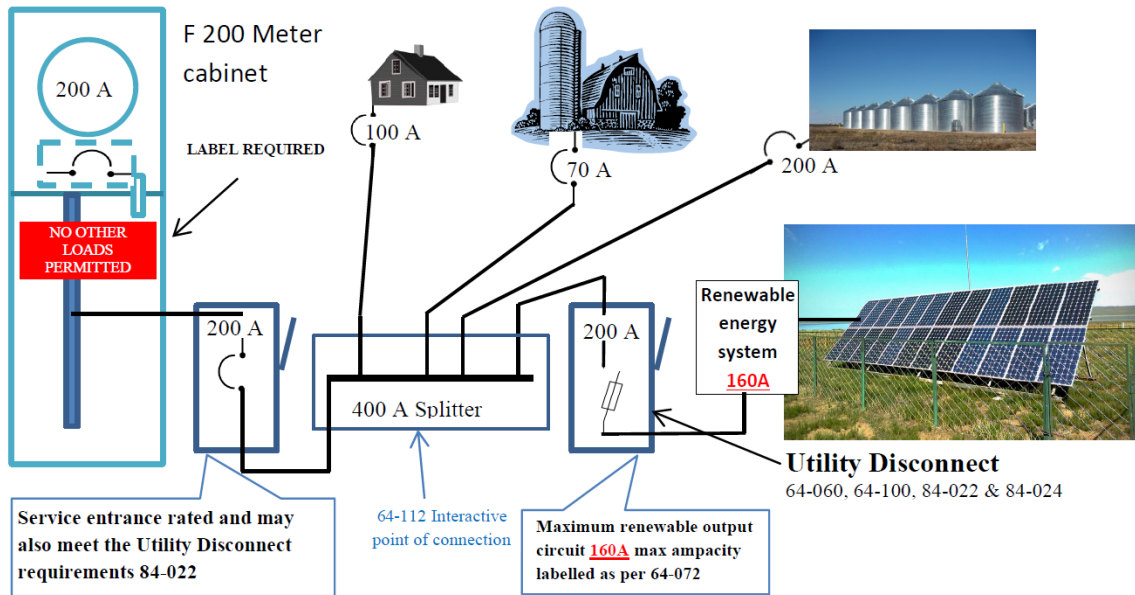 F 200 Meter
cabinet
200 A
LABEL REQUIRED
NO OTHER
LOADS
PERMITTED
100 A
70 A
200 A
200 A
400 A Splitter
200 A
Renewable
energy
system
160A
Utility Disconnect
64-060, 64-100, 84-022 & 84-024
Service entrance rated and may
also meet the Utility Disconnect
requirements 84-022
64-112 Interactive
point of connection
Maximum renewable output
circuit 160A max ampacity
labelled as per 64-072